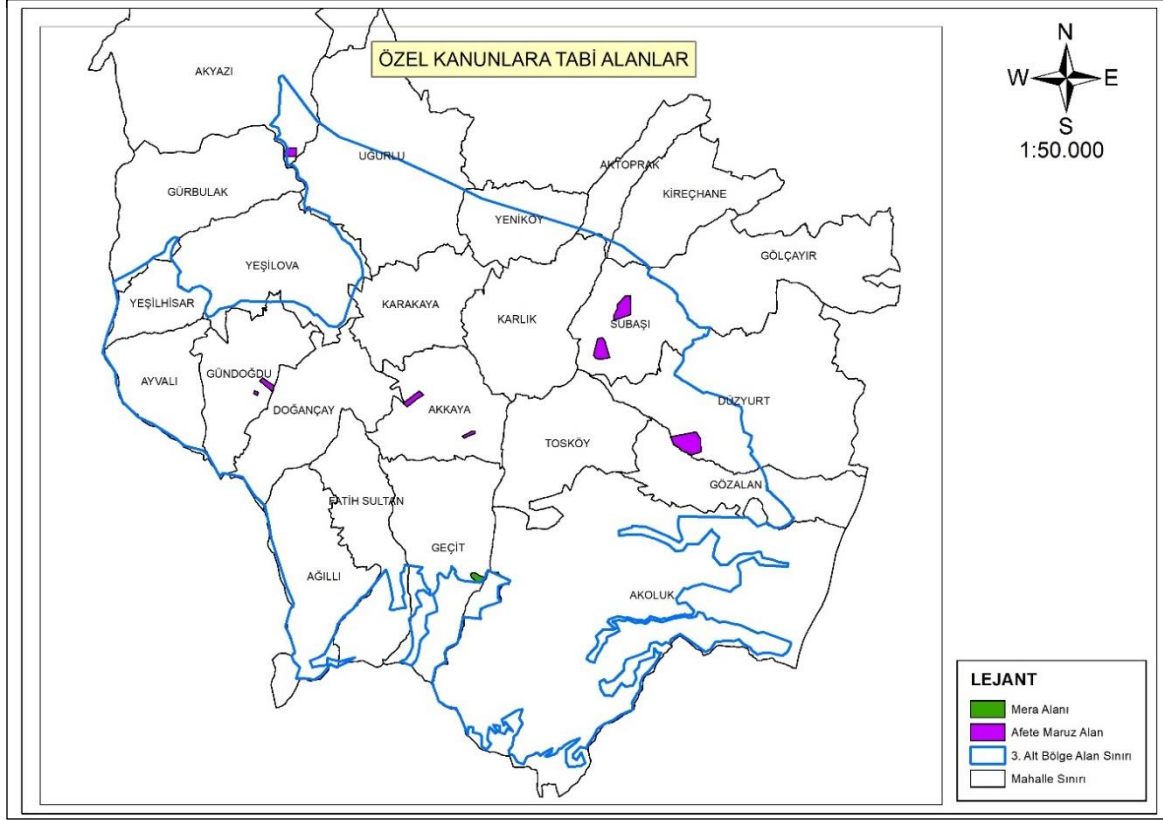 ÖZEL KANUNLARA TABİ ALANLAR
N
W E
S
1:50.000
AKYAZI
UĞURLU
AKTOPRAK
KİREÇHANE
GÜRBULAK
YENİKÖY
GÖLÇAYIR
YEŞİLOVA
YEŞİLHİSAR
KARAKAYA
KARLIK
SUBAŞI
AYVALI
GÜNDOĞDU
DOĞANÇAY
AKKAYA
DÜZYURT
TOSKÖY
GÖZALAN
FATİH SULTAN
GEÇİT
AĞILLI
AKOLUK
LEJANT
Mera Alanı
Afete Maruz Alan
3. Alt Bölge Alan Sınırı
Mahalle Sınırı